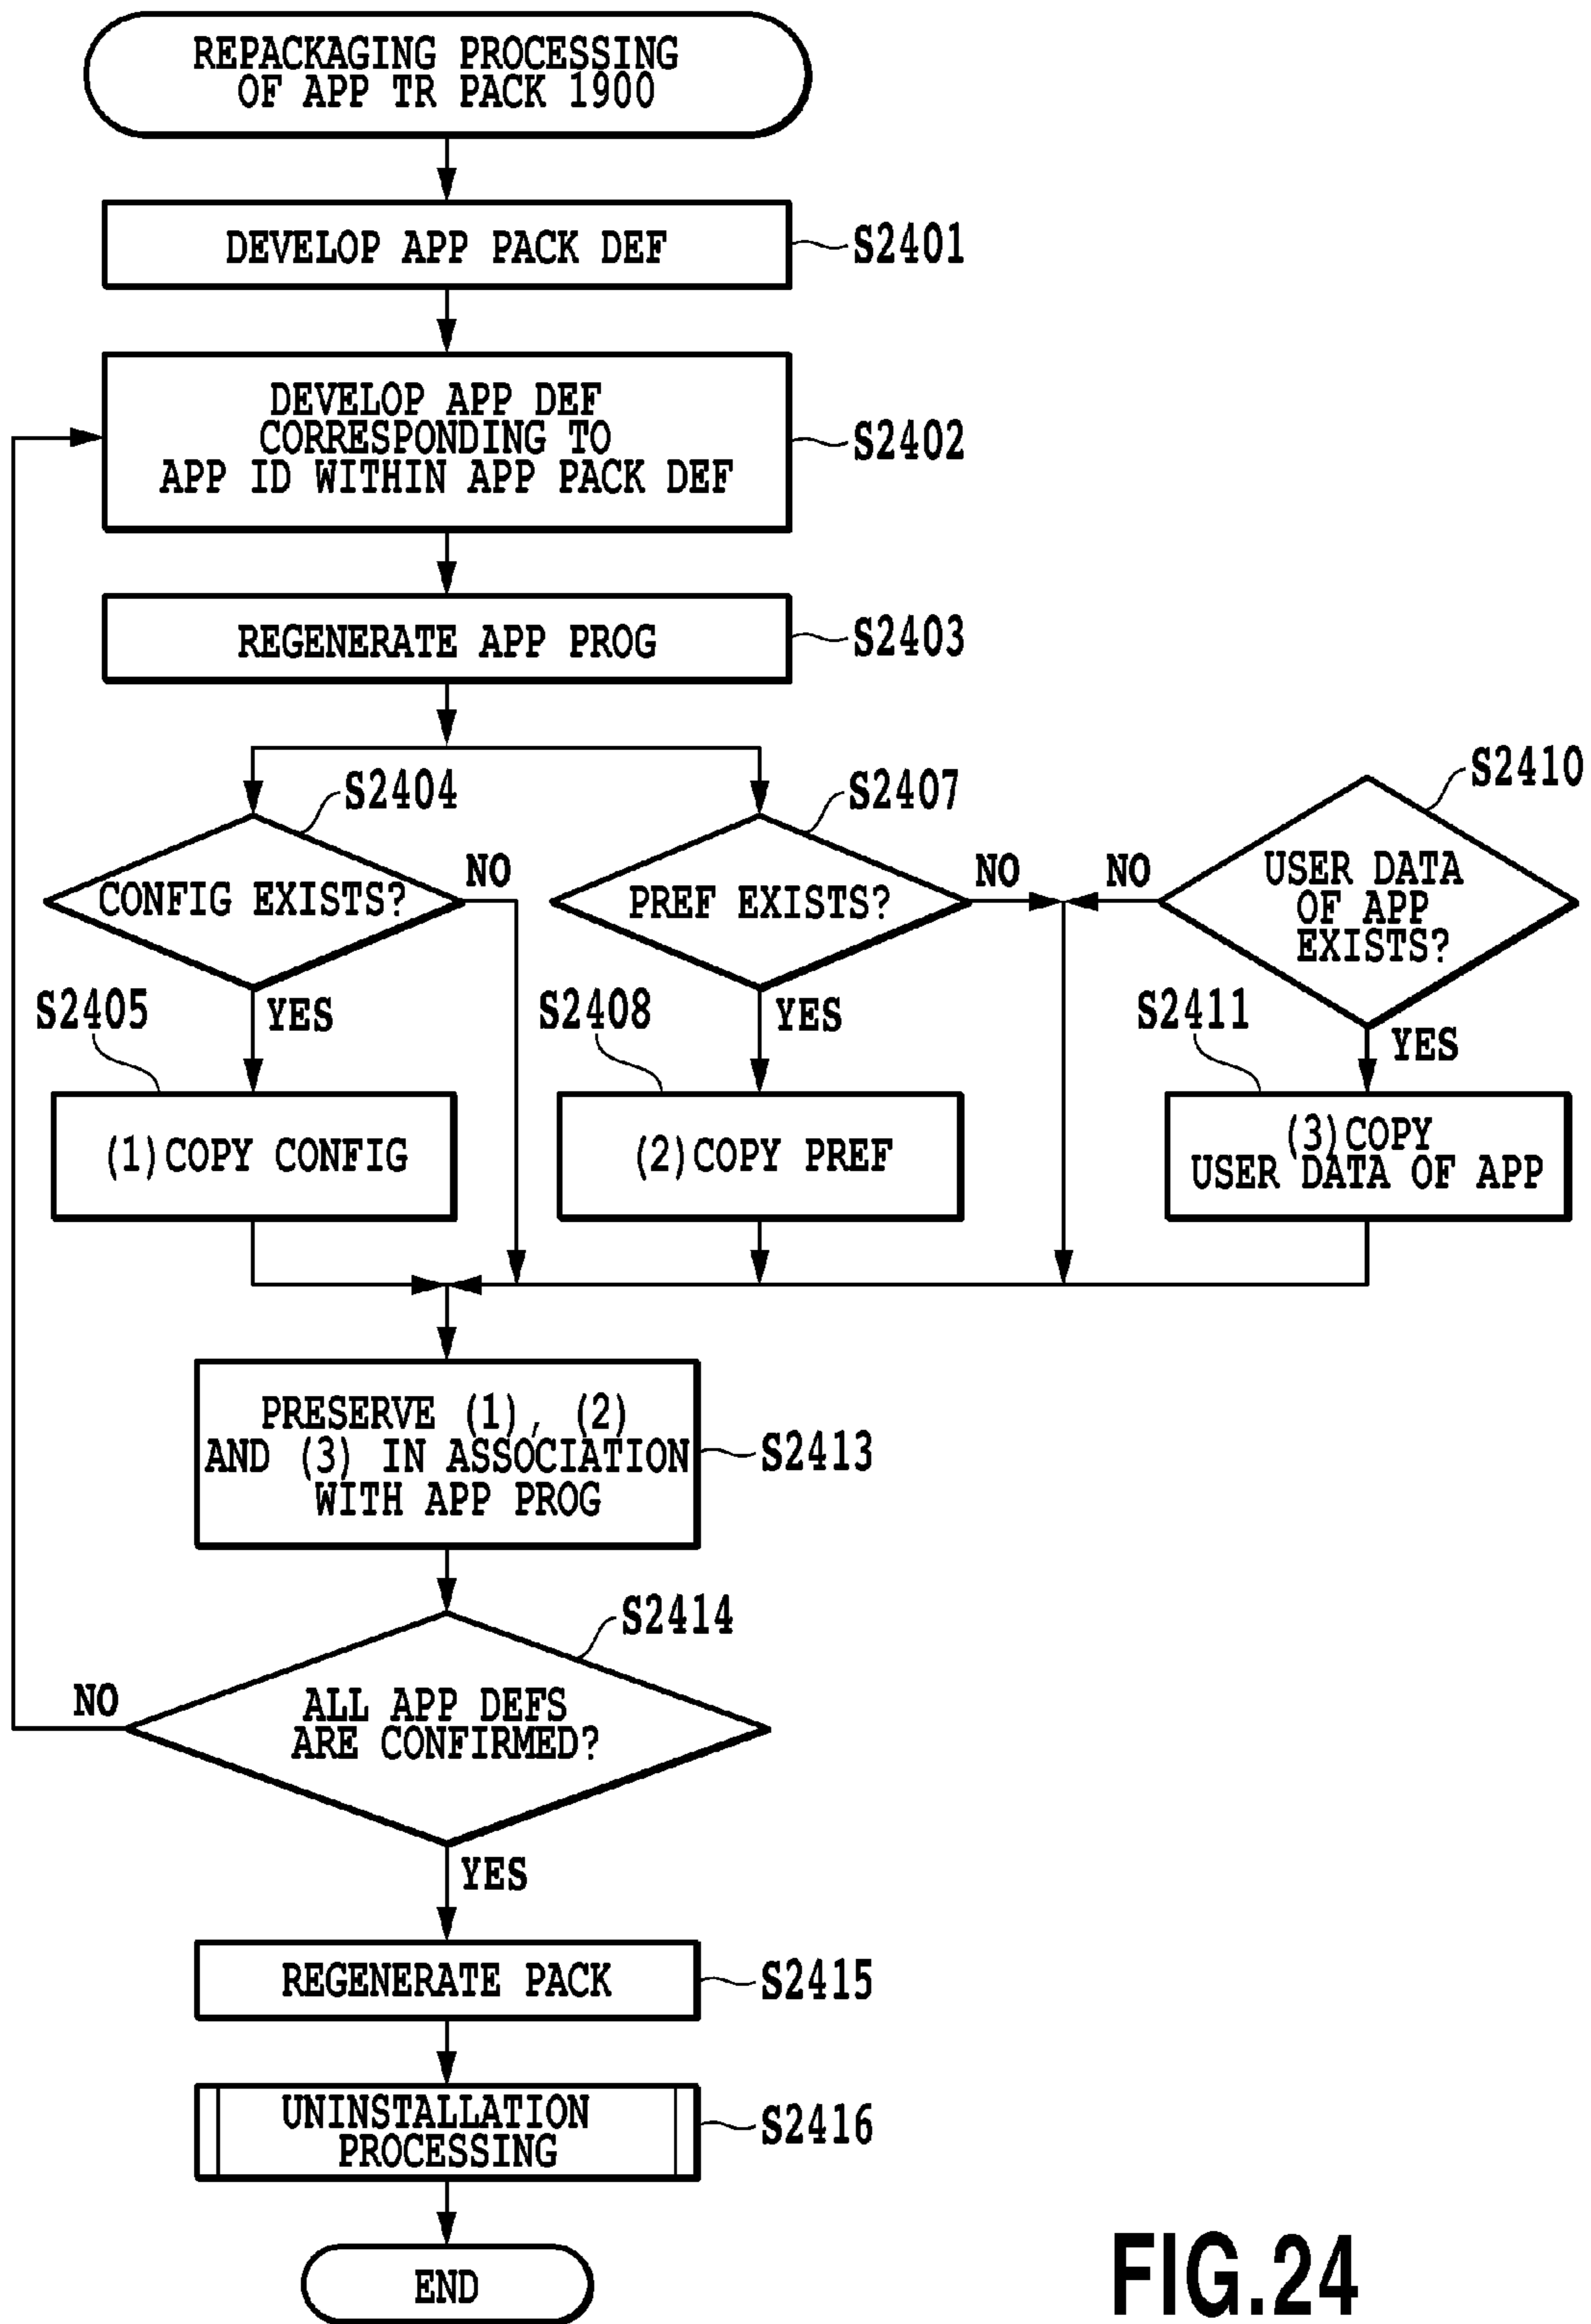 REPACKAGING PROCESSING
OF APP TR PACK 1900
DEVELOP APP PACK DEF
S2401
DEVELOP APP DEF
CORRESPONDING TO
APP ID WITHIN APP PACK DEF
S2402
REGENERATE APP PROG
S2403
S2404
S2407
S2410
CONFIG EXISTS?
NO
PREF EXISTS?
NO
NO
USER DATA
OF APP
EXISTS?
S2405
YES
S2408
YES
S2411
YES
(1)COPY CONFIG
(2)COPY PREF
(3)COPY
USER DATA OF APP
PRESERVE (1), (2)
AND (3) IN ASSOCIATION
WITH APP PROG
S2413
S2414
NO
ALL APP DEFS
ARE CONFIRMED?
YES
REGENERATE PACK
S2415
UNINSTALLATION
PROCESSING
S2416
END
FIG.24